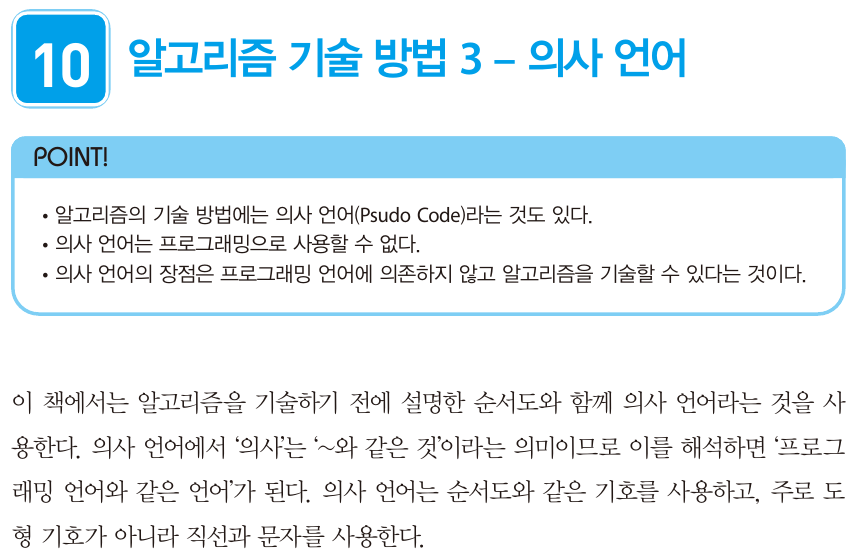 10 알고리즘 기술 방법 3 – 의사 언어
POINT!
• 알고리즘의 기술 방법에는 의사 언어(Psudo Code)라는 것도 있다.
• 의사 언어는 프로그래밍으로 사용할 수 없다.
• 의사 언어의 장점은 프로그래밍 언어에 의존하지 않고 알고리즘을 기술할 수 있다는 것이다.
이 책에서는 알고리즘을 기술하기 전에 설명한 순서도와 함께 의사 언어라는 것을 사
용한다. 의사 언어에서 ‘의사’는 ‘~와 같은 것’이라는 의미이므로 이를 해석하면 ‘프로그
래밍 언어와 같은 언어’가 된다. 의사 언어는 순서도와 같은 기호를 사용하고, 주로 도
형 기호가 아니라 직선과 문자를 사용한다.